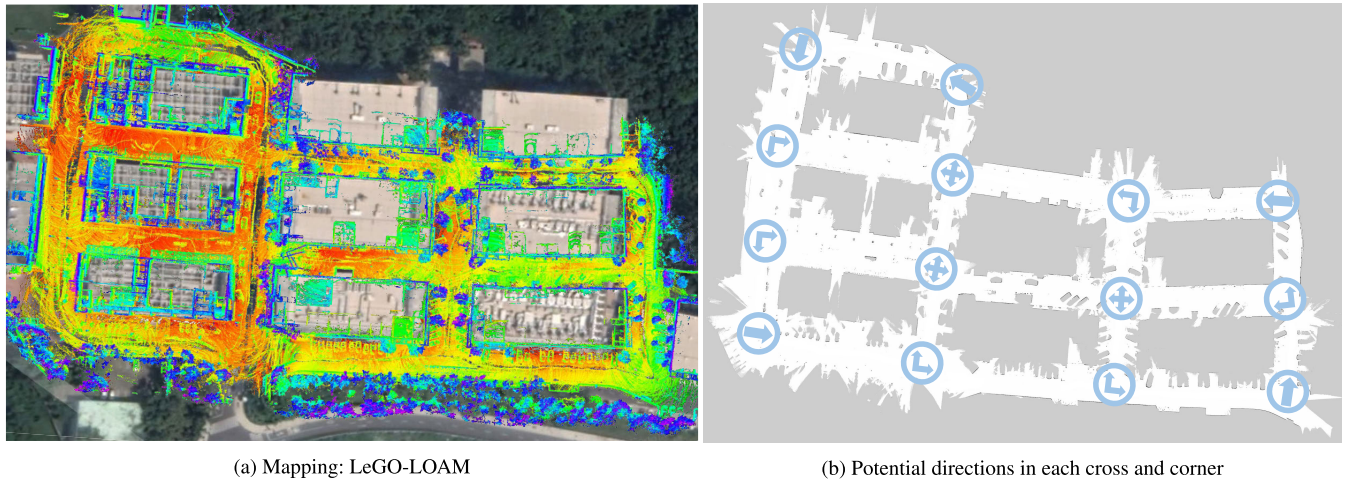 (a) Mapping: LeGO-LOAM
(b) Potential directions in each cross and corner